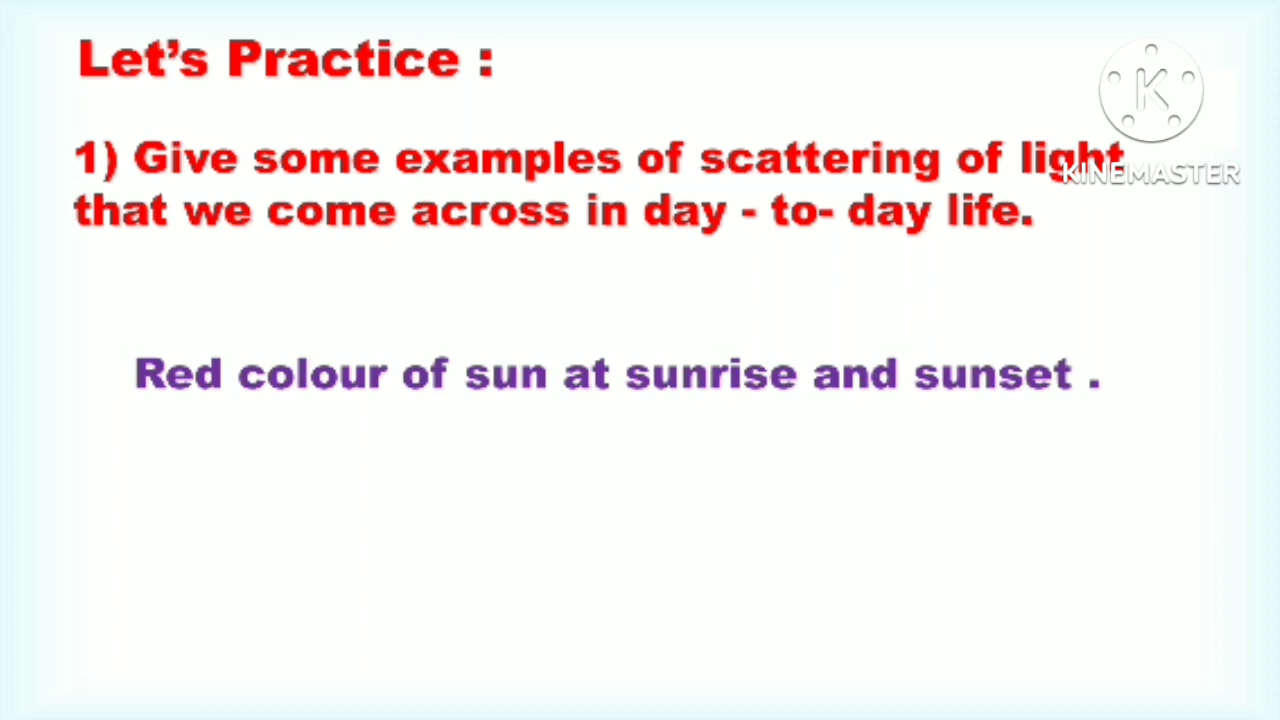 Let's Practice :
1) Give some examples of scattering of light
that we come across in day - to- day life.
Red colour of sun at sunrise and sunset .
K
KINEMASTER